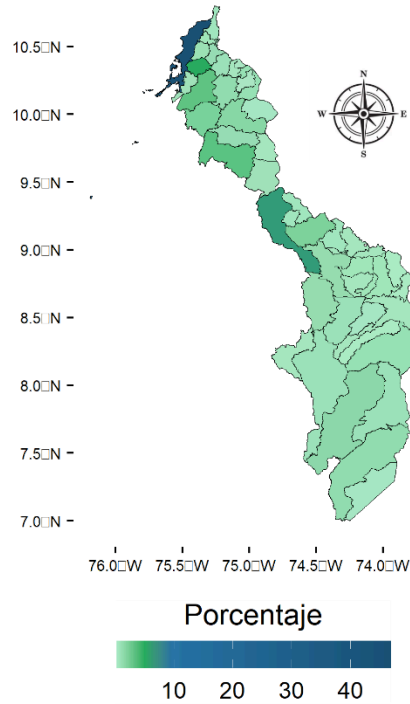 10.5□N
N
10.0□N
W E
S
9.5□N
9.0□N
8.5□N
8.0□N
7.5□N
7.0□N
76.0□W 75.5□W 75.0□W 74.5□W 74.0□W
Porcentaje
10 20 30 40